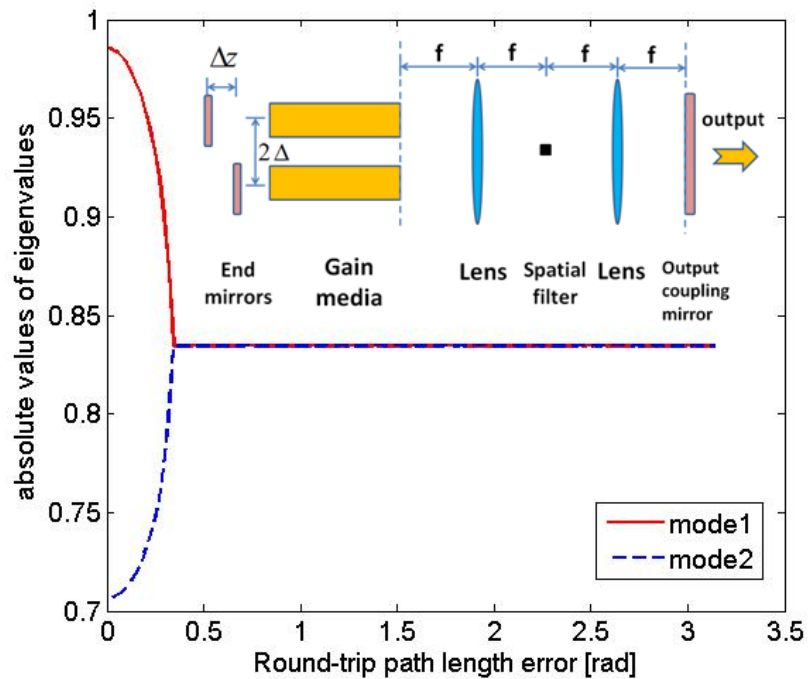 1
0.95
0.9
0.85
0.8
0.75
0.7
0
0.5
1
1.5
2
2.5
3
3.5
absolute values of eigenvalues
Round-trip path length error [rad]
Δz
2Δ
f
f
f
f
output
End
mirrors
Gain
media
Lens
Spatial
filter
Lens
Output
coupling
mirror
mode1
mode2